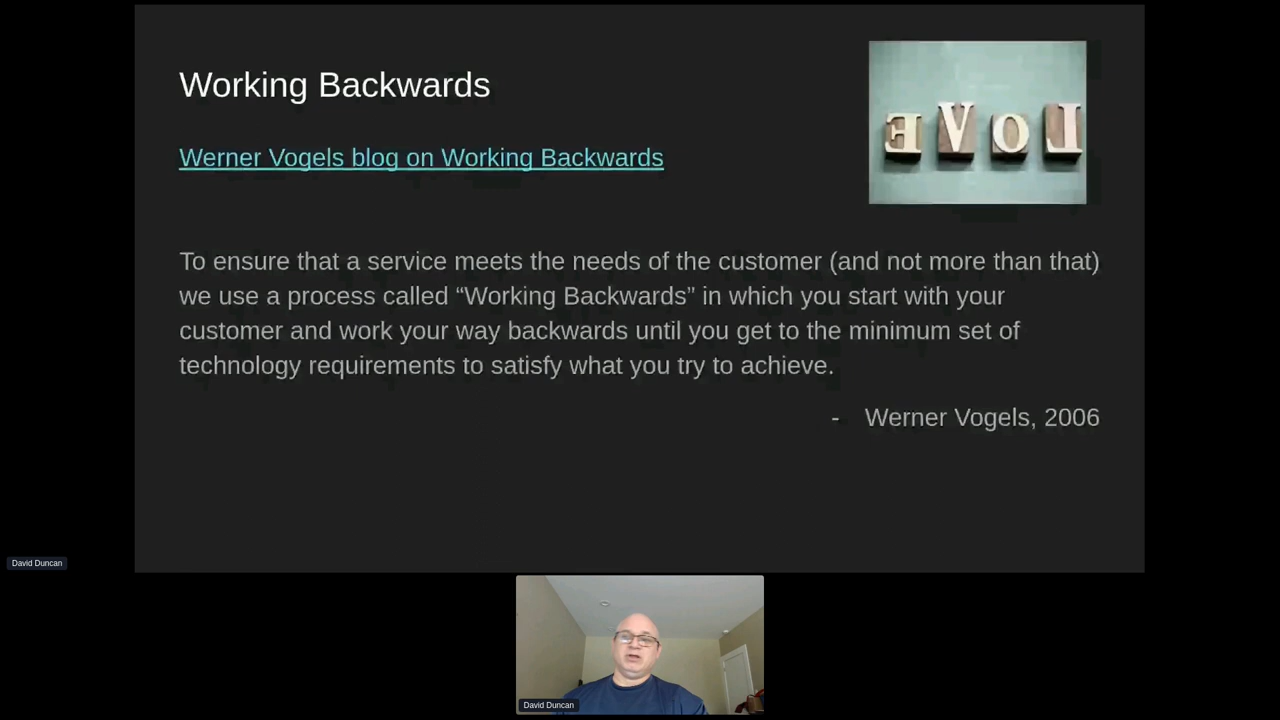 Working Backwards
EVOL
Werner Vogels blog on Working Backwards
To ensure that a service meets the needs of the customer (and not more than that)
we use a process called “Working Backwards” in which you start with your
customer and work your way backwards until you get to the minimum set of
technology requirements to satisfy what you try to achieve.
- Werner Vogels, 2006
David Duncan
David Duncan